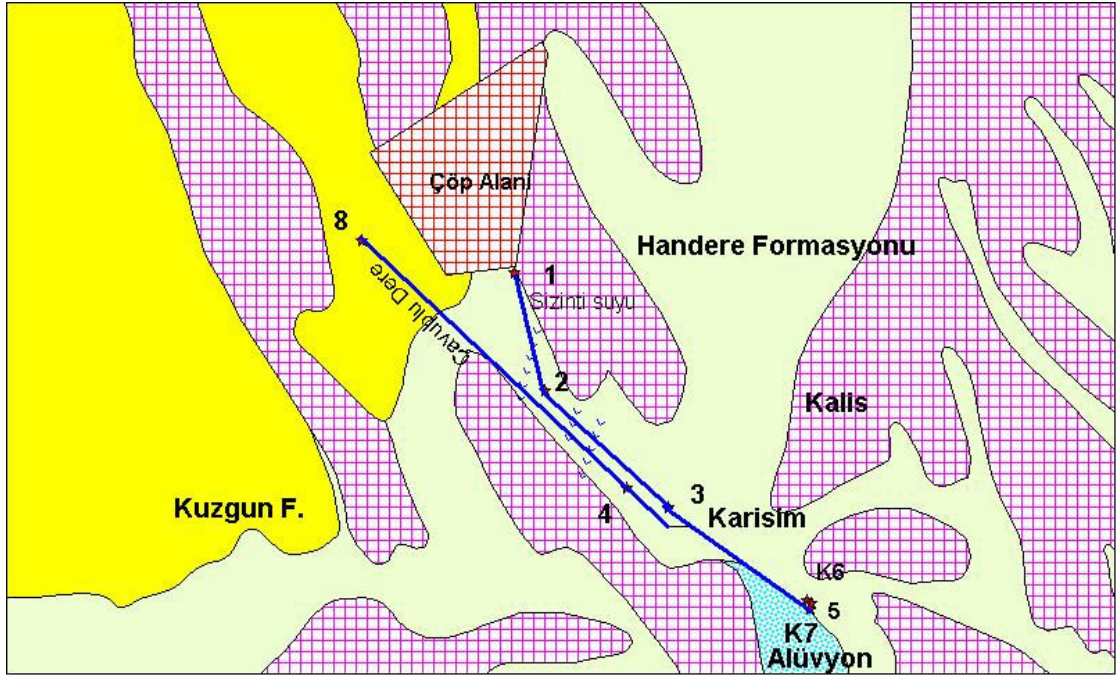 Çöp Alani
8
Handere Formasyonu
1
Sizinti suyu
Çavuplu Dere
2
Kalis
3
4
Kuzgun F.
Karisim
K6
5
K7
Alüvyon